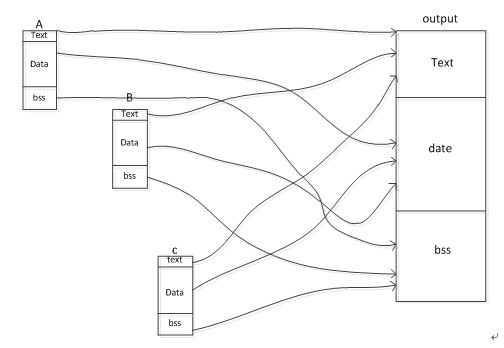 A
Text
Data
bss
B
Text
Data
bss
c
text
Data
bss
output
Text
date
bss